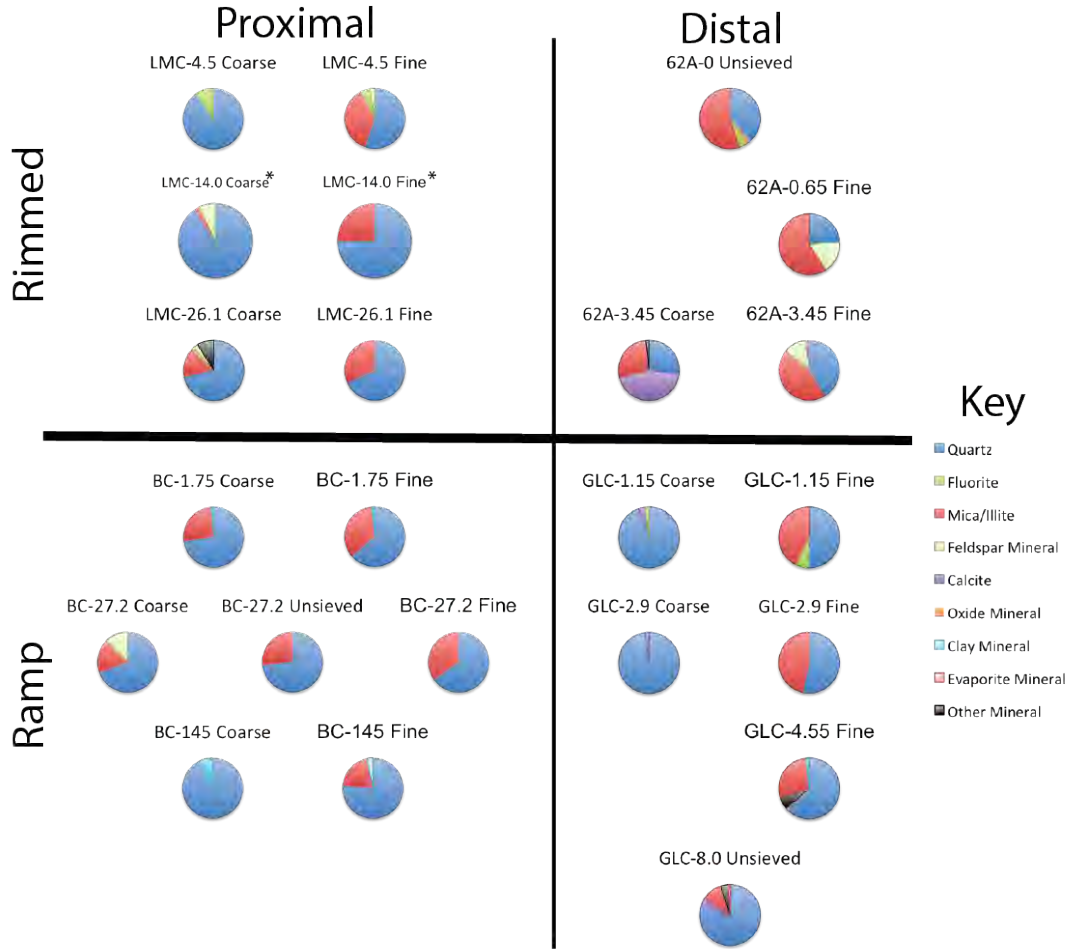 Proximal
Distal
LMC-4.5 Coarse
LMC-4.5 Fine
62A-0 Unsieved
Rimmed
LMC-14.0 Coarse*
LMC-14.0 Fine*
62A-0.65 Fine
LMC-26.1 Coarse
LMC-26.1 Fine
62A-3.45 Coarse
62A-3.45 Fine
Ramp
BC-1.75 Coarse
BC-1.75 Fine
GLC-1.15 Coarse
GLC-1.15 Fine
BC-27.2 Coarse
BC-27.2 Unsieved
BC-27.2 Fine
GLC-2.9 Coarse
GLC-2.9 Fine
BC-145 Coarse
BC-145 Fine
GLC-4.55 Fine
GLC-8.0 Unsieved
Key
Quartz
Fluorite
Mica/Illite
Feldspar Mineral
Calcite
Oxide Mineral
Clay Mineral
Evaporite Mineral
Other Mineral